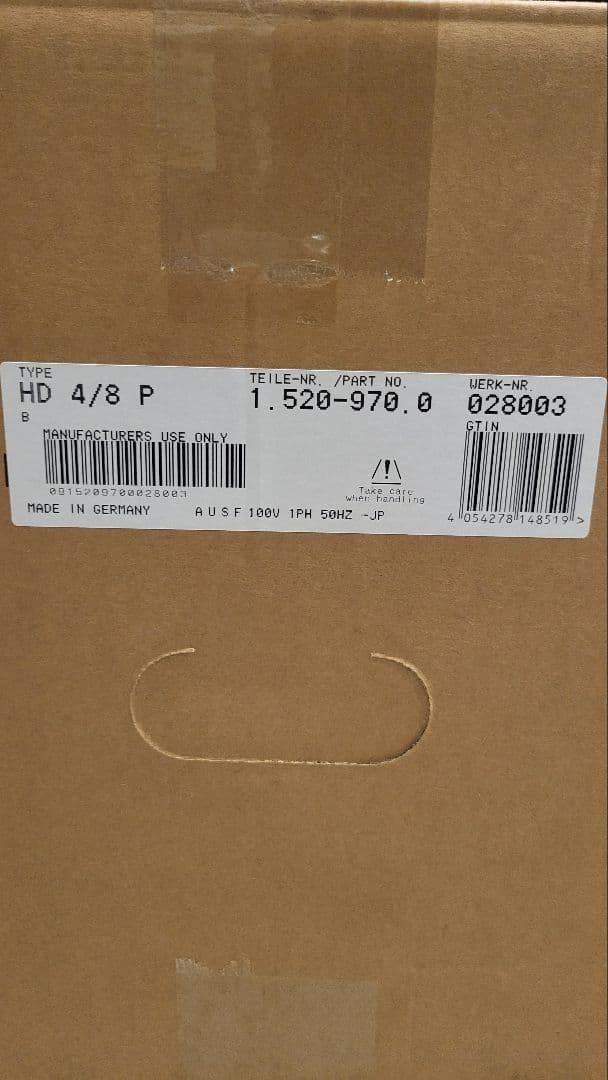 TYPE
HD 4/8 P
B
TEILE-NR. /PART NO.
1.520-970.0
WERK-NR.
028003
GTIN
MANUFACTURERS USE ONLY
0915209700028003
/!\
Take care
when handling
4 054278 148519 >
MADE IN GERMANY
A U S F 100V 1PH 50HZ -JP